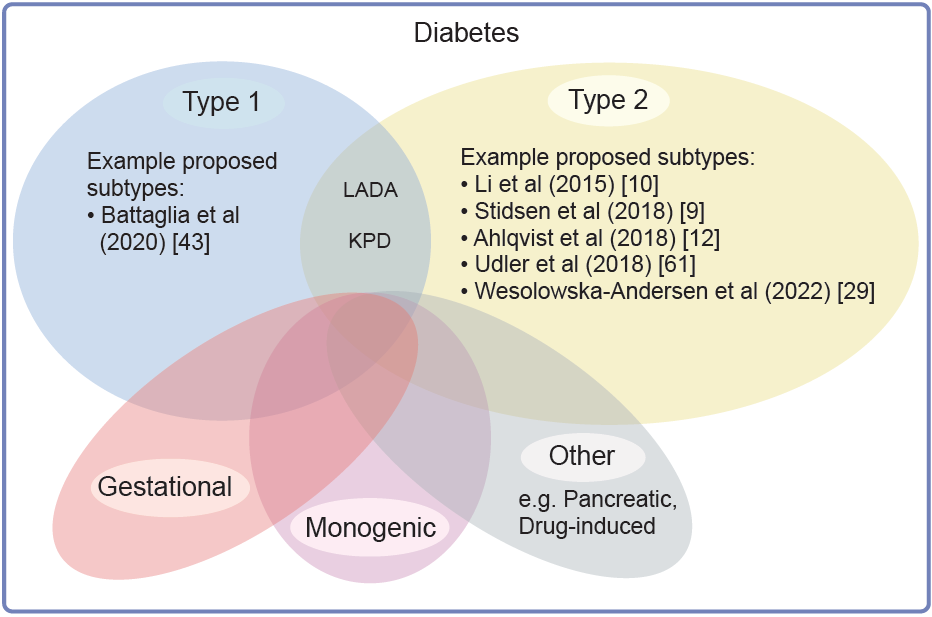 Diabetes
Type 1
Example proposed
subtypes:
• Battaglia et al
(2020) [43]
LADA
KPD
Type 2
Example proposed subtypes:
• Li et al (2015) [10]
• Stidsen et al (2018) [9]
• Ahlqvist et al (2018) [12]
• Udler et al (2018) [61]
• Wesolowska-Andersen et al (2022) [29]
Gestational
Monogenic
Other
e.g. Pancreatic,
Drug-induced